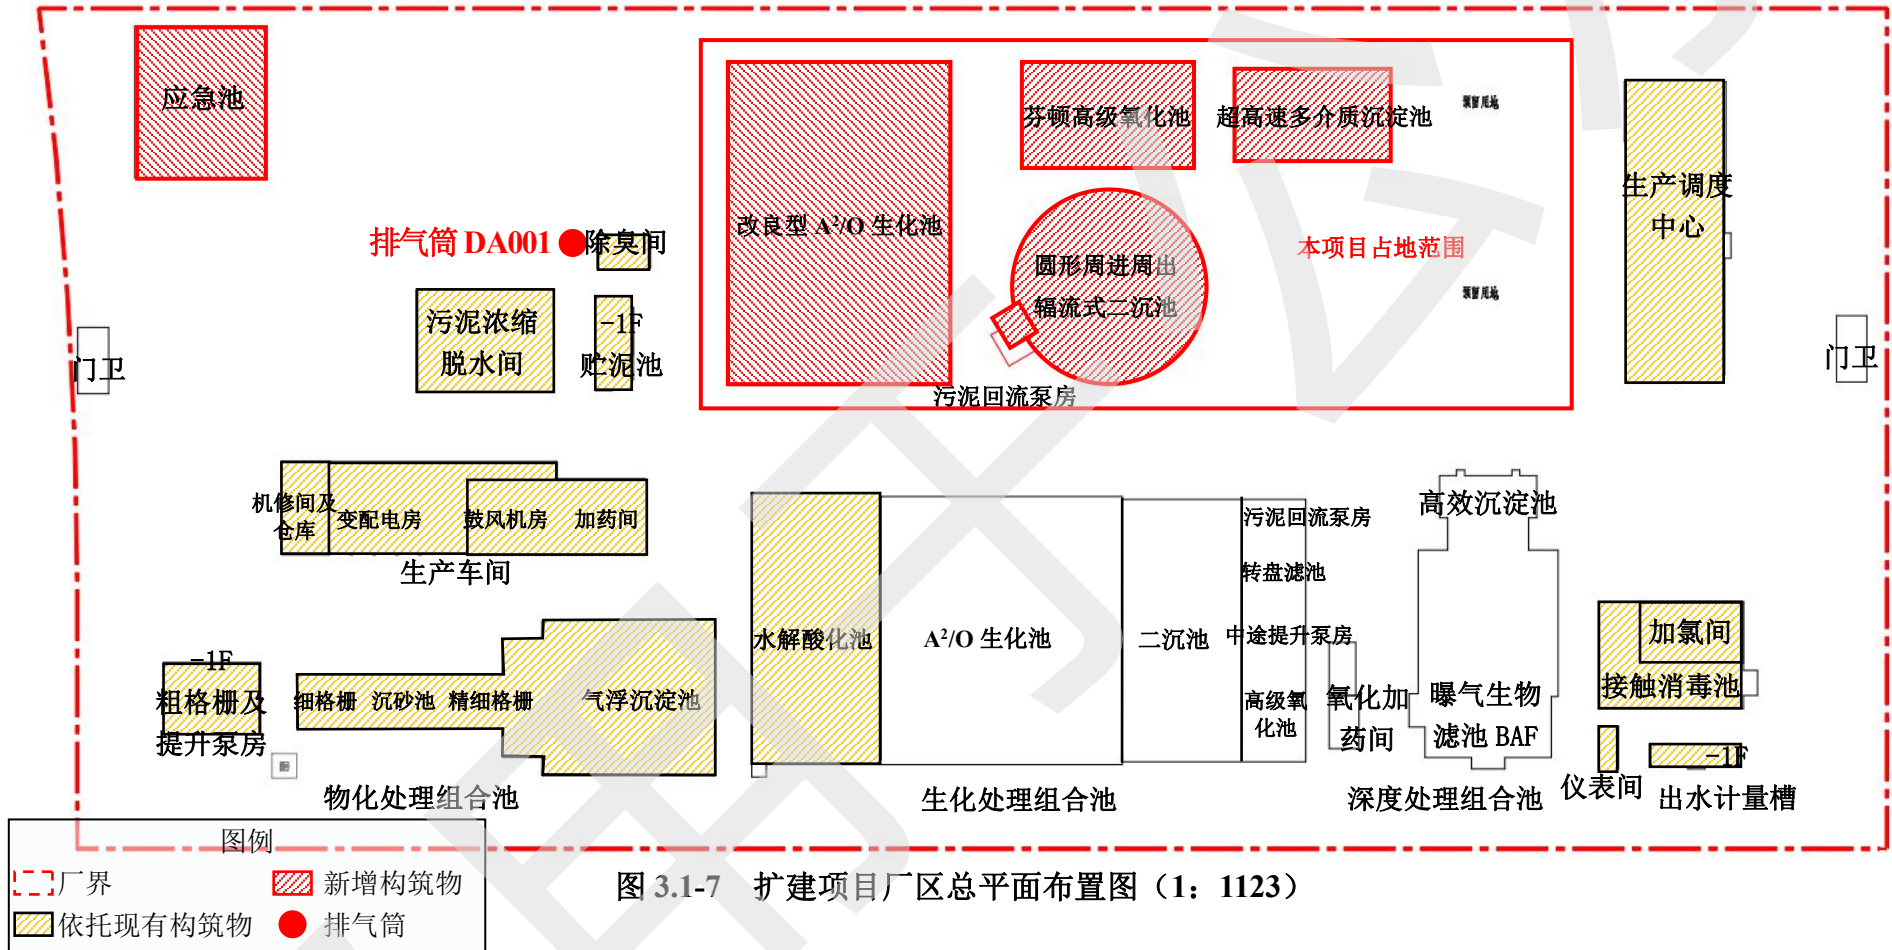 应急池
芬顿高级氧化池
超高速多介质沉淀池
预留用地
改良型 A²/O 生化池
生产调度
中心
排气筒 DA001
除臭间
本项目占地范围
圆形周进周出
辐流式二沉池
预留用地
污泥浓缩
脱水间
-1F
贮泥池
门卫
门卫
污泥回流泵房
机修间及
仓库
变配电房
鼓风机房
加药间
生产车间
高效沉淀池
污泥回流泵房
转盘滤池
水解酸化池
A²/O 生化池
二沉池
中途提升泵房
加氯间
-1F
粗格栅及
提升泵房
细格栅
沉砂池
精细格栅
气浮沉淀池
高级氧
化池
氧化加
药间
曝气生物
滤池 BAF
接触消毒池
仪表间
-1F
出水计量槽
物化处理组合池
生化处理组合池
深度处理组合池
图例
厂界
新增构筑物
依托现有构筑物
排气筒
图 3.1-7 扩建项目厂区总平面布置图（1：1123）